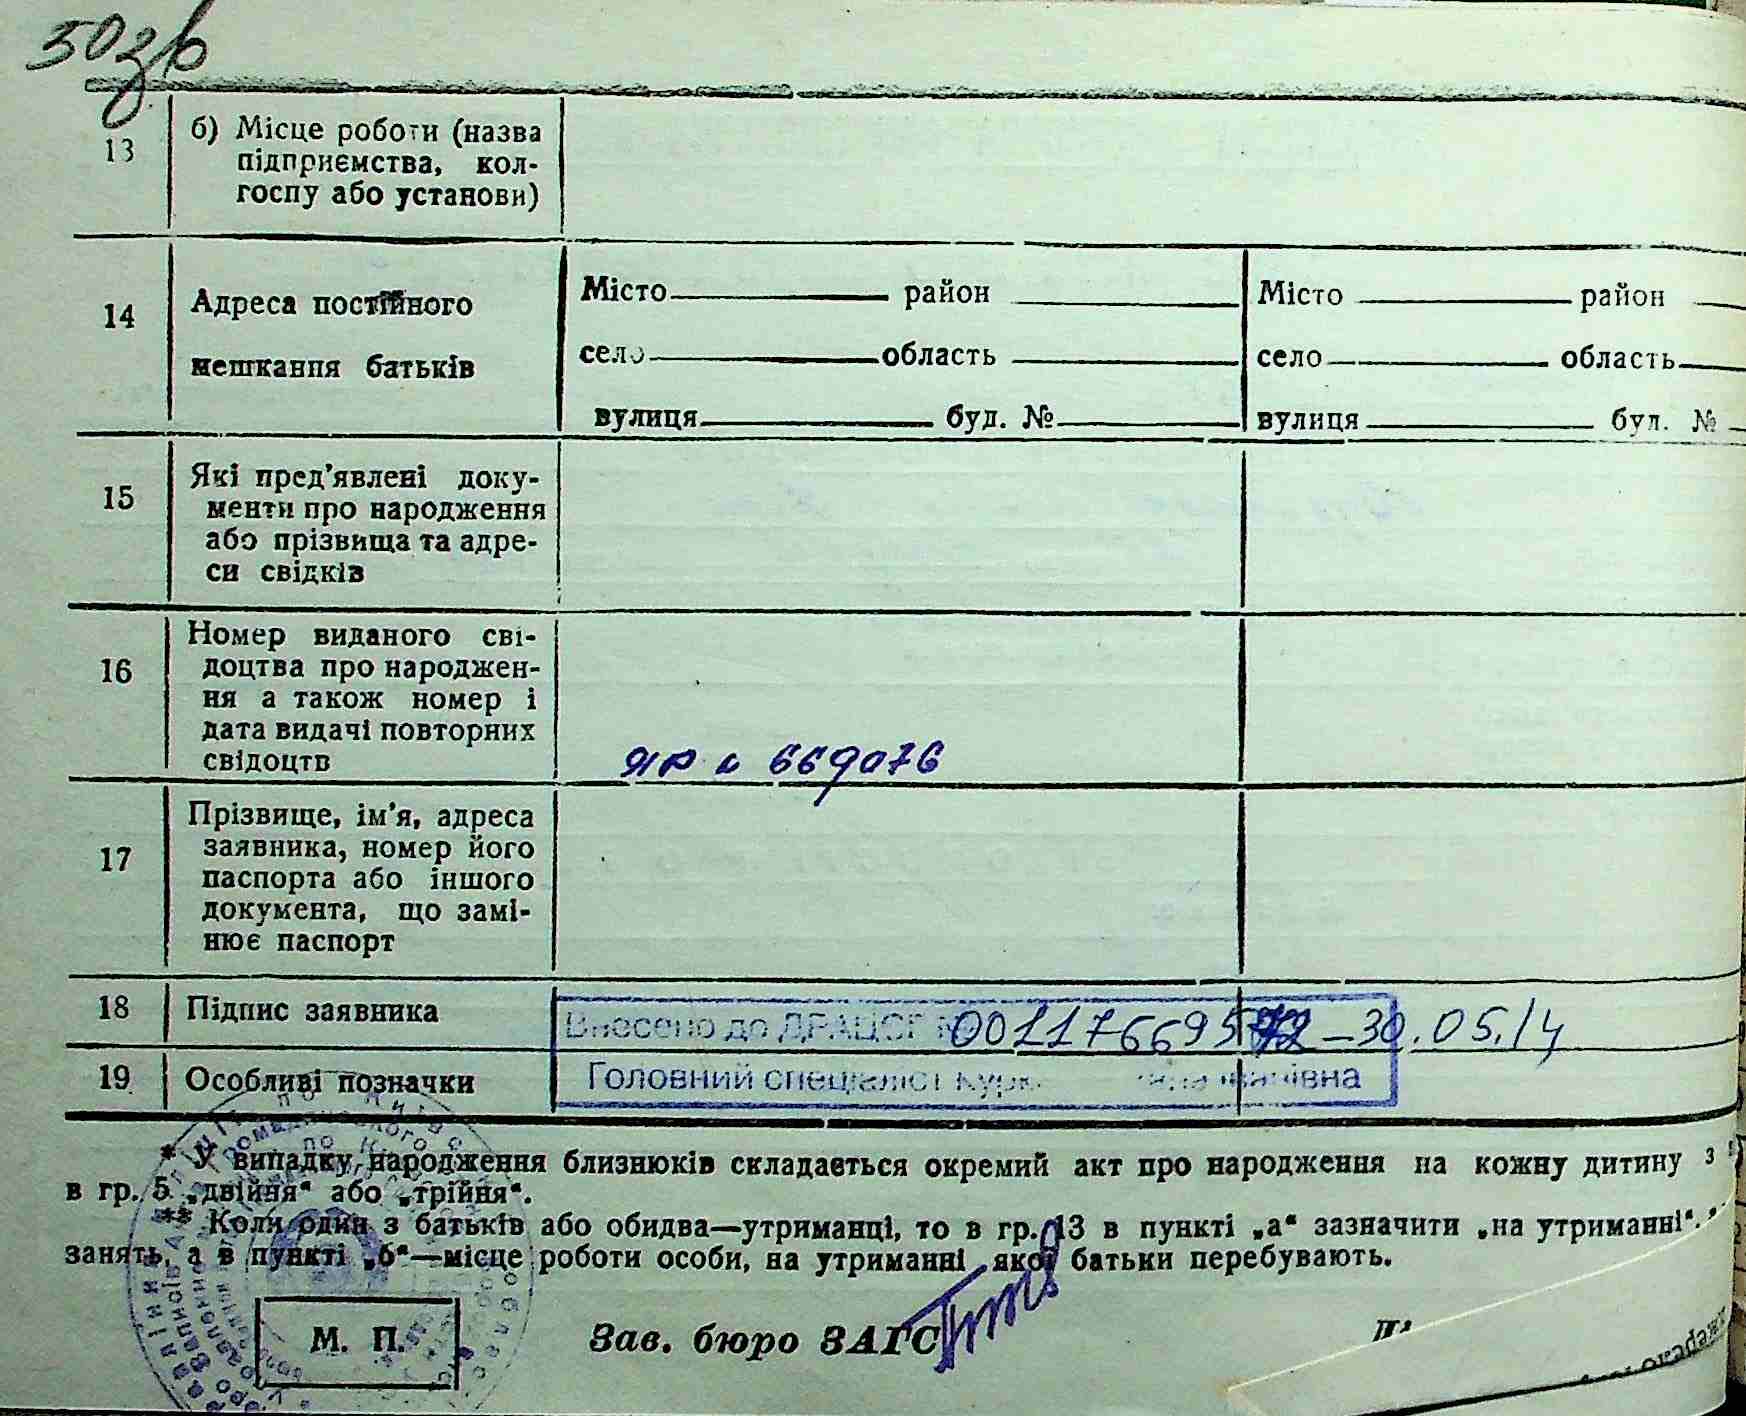 50зв
13 б) Місце роботи (назва
підприємства, кол-
госпу або установи)
14 Адреса постійного
мешкання батьків
Місто район
село область
вулиця буд. №
Місто район
село область
вулиця буд. №
15 Які пред'явлені доку-
менти про народження
або прізвища та адре-
си свідків
16 Номер виданого сві-
доцтва про народжен-
ня а також номер і
дата видачі повторних
свідоцтв
669076
17 Прізвище, ім'я, адреса
заявника, номер його
паспорта або іншого
документа, що замі-
нює паспорт
18 Підпис заявника
Внесено до ДРАЦСГ № 30.05.14
19 Особливі позначки
Головний спеціаліст
* У випадку народження близнюків складається окремий акт про народження на кожну дитину з
в гр. 5 „двійня“ або „трійня“.
** Коли один з батьків або обидва—утриманці, то в гр. 13 в пункті „а“ зазначити „на утриманні“.
занять, а в пункті „б“—місце роботи особи, на утриманні якої батьки перебувають.
М. П.
Зав. бюро ЗАГС